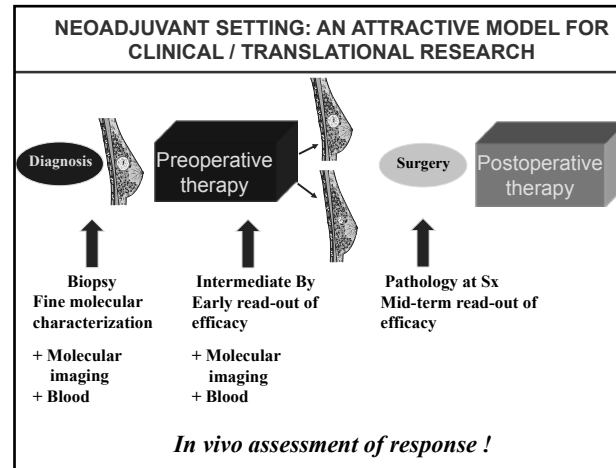 NEOADJUVANT SETTING: AN ATTRACTIVE MODEL FOR
CLINICAL / TRANSLATIONAL RESEARCH
Diagnosis
Preoperative
therapy
Surgery
Postoperative
therapy
Biopsy
Fine molecular
characterization
+ Molecular
imaging
+ Blood
Intermediate By
Early read-out of
efficacy
+ Molecular
imaging
+ Blood
Pathology at Sx
Mid-term read-out of
efficacy
In vivo assessment of response !